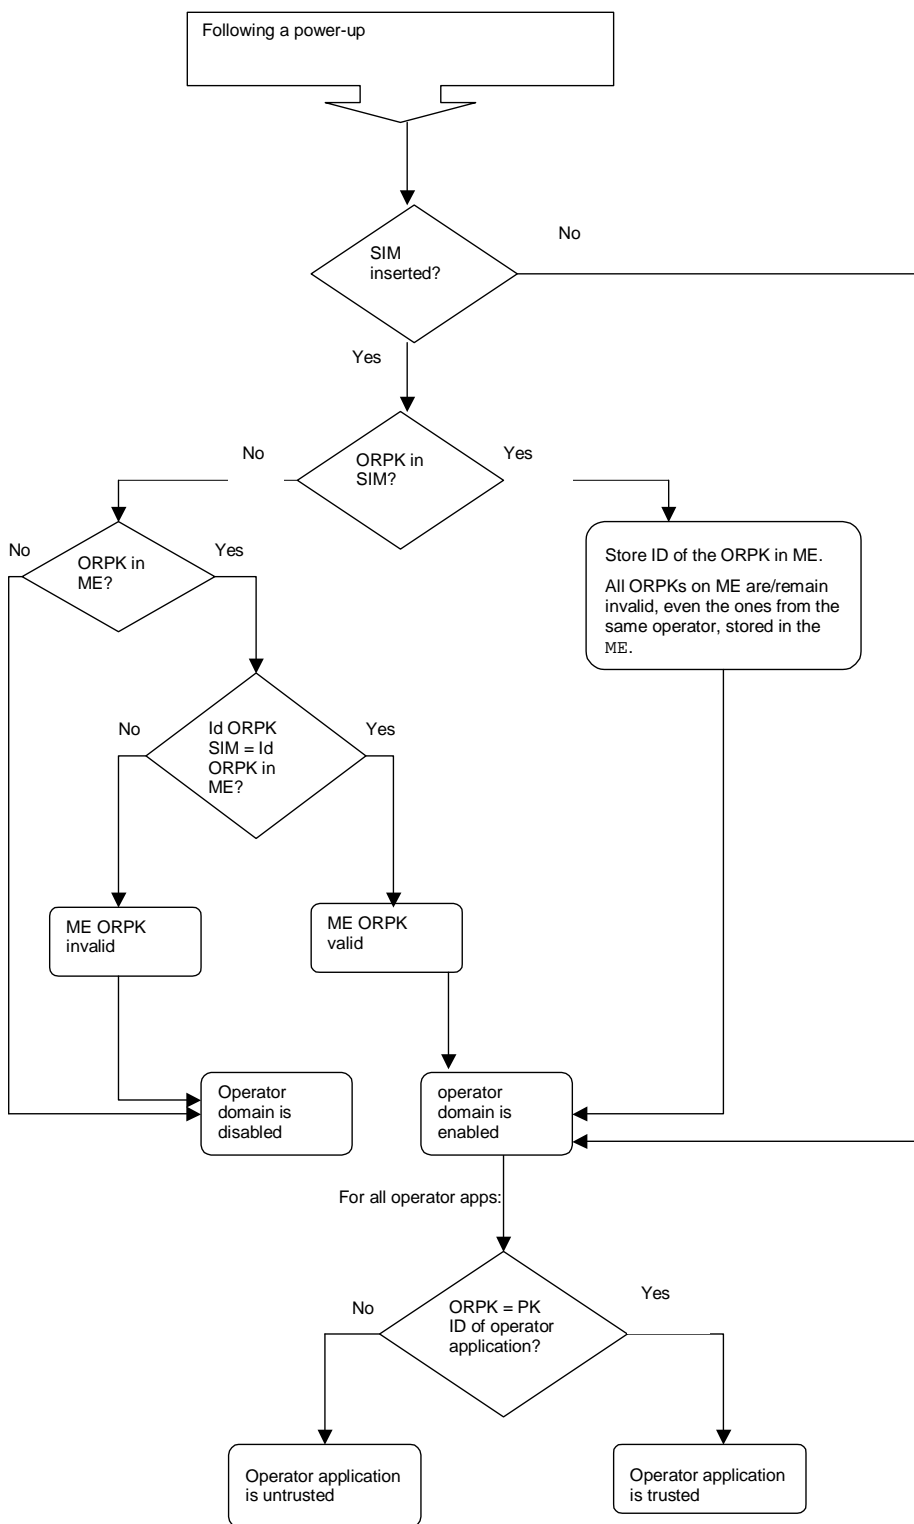 Following a power-up
SIM
inserted?
No
Yes
ORPK in
SIM?
No
Yes
ORPK in
ME?
No
Yes
Store ID of the ORPK in ME.
All ORPKs on ME are/remain
invalid, even the ones from the
same operator, stored in the
ME.
Id ORPK
SIM = Id
ORPK in
ME?
No
Yes
ME ORPK
invalid
ME ORPK
valid
Operator
domain is
disabled
operator
domain is
enabled
For all operator apps:
ORPK = PK
ID of operator
application?
No
Yes
Operator application
is untrusted
Operator application
is trusted